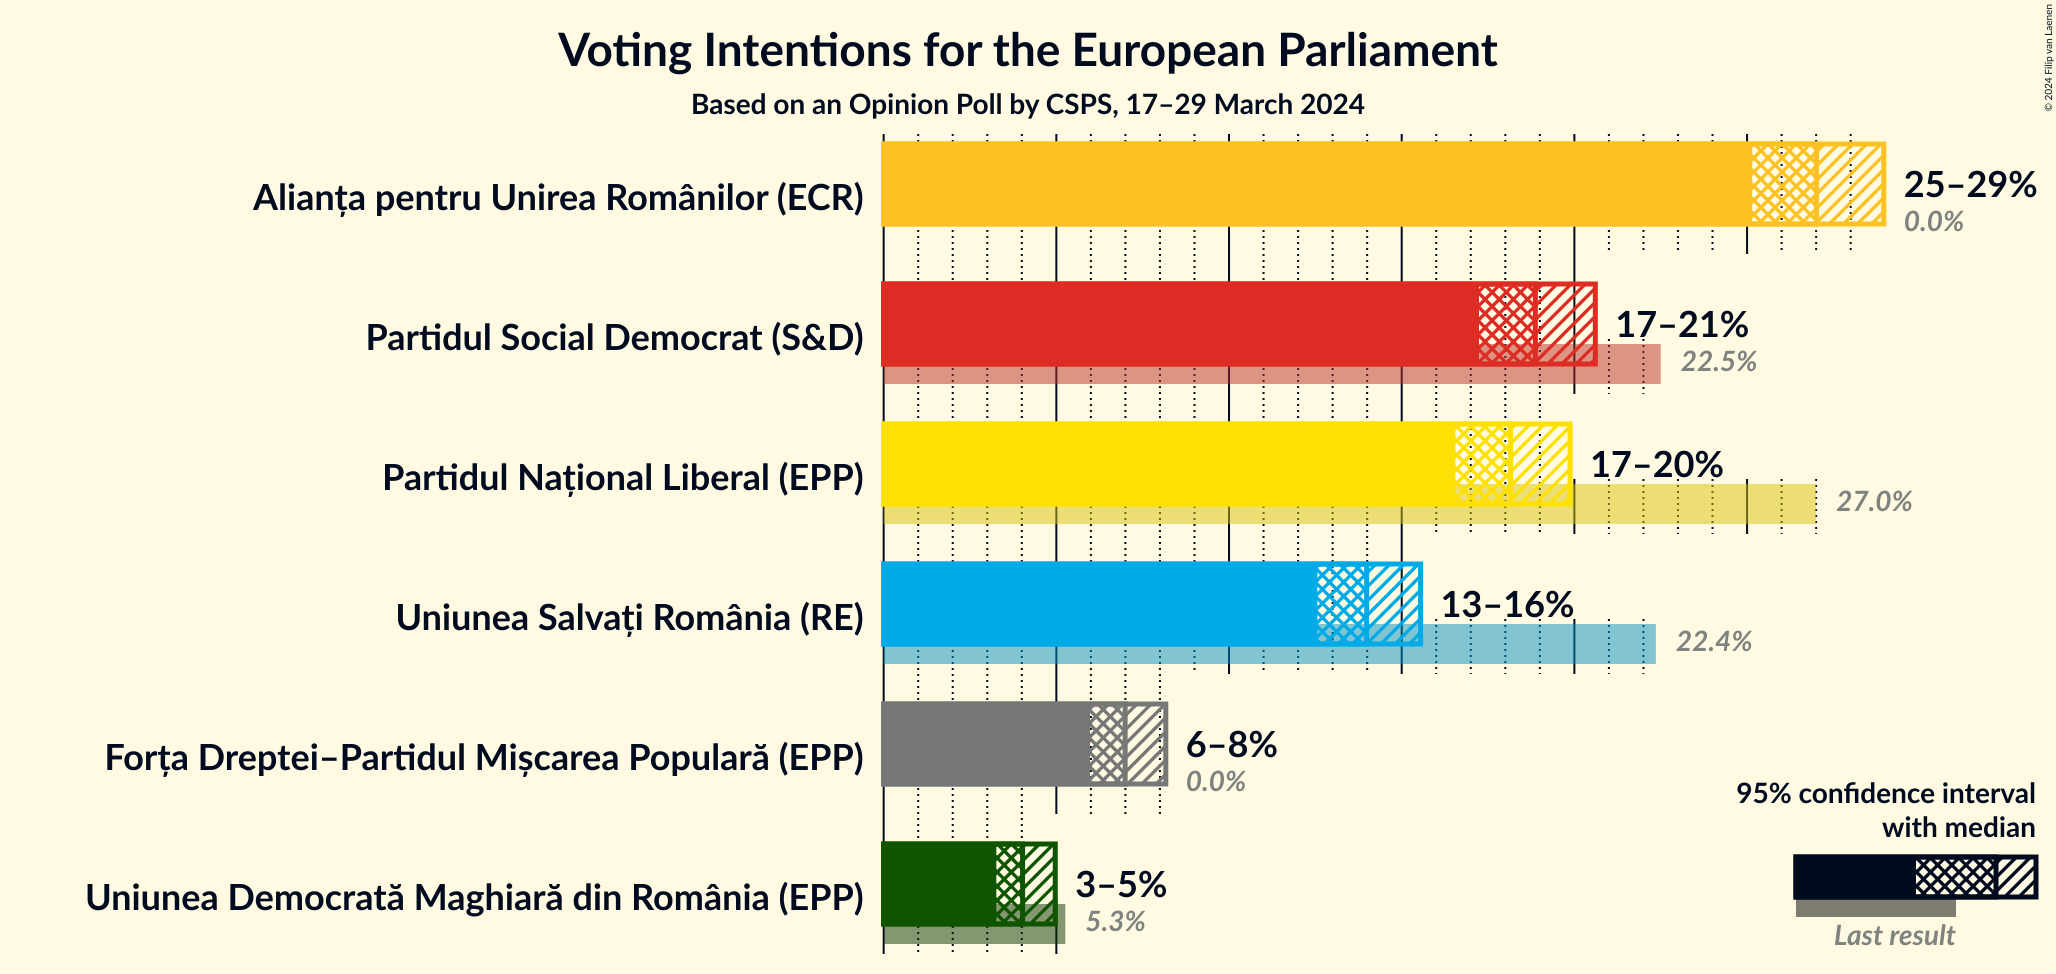 Voting Intentions for the European Parliament
Based on an Opinion Poll by CSPS, 17–29 March 2024
© 2024 Filip van Laenen
Alianța pentru Unirea Românilor (ECR)
25–29%
0.0%
Partidul Social Democrat (S&D)
17–21%
22.5%
Partidul Național Liberal (EPP)
17–20%
27.0%
Uniunea Salvați România (RE)
13–16%
22.4%
Forța Dreptei–Partidul Mișcarea Populară (EPP)
6–8%
0.0%
Uniunea Democrată Maghiară din România (EPP)
3–5%
5.3%
95% confidence interval
with median
Last result